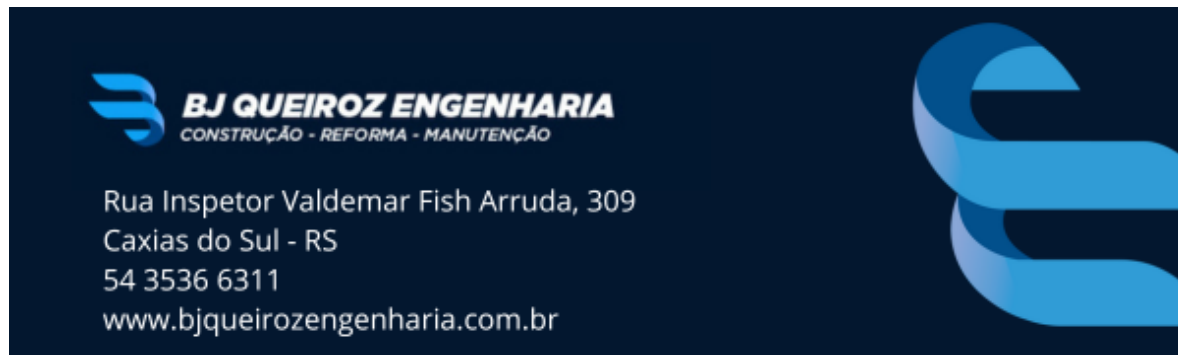 BJ QUEIROZ ENGENHARIA
CONSTRUÇÃO - REFORMA - MANUTENÇÃO
Rua Inspetor Valdemar Fish Arruda, 309
Caxias do Sul - RS
54 3536 6311
www.bjqueirozengenharia.com.br